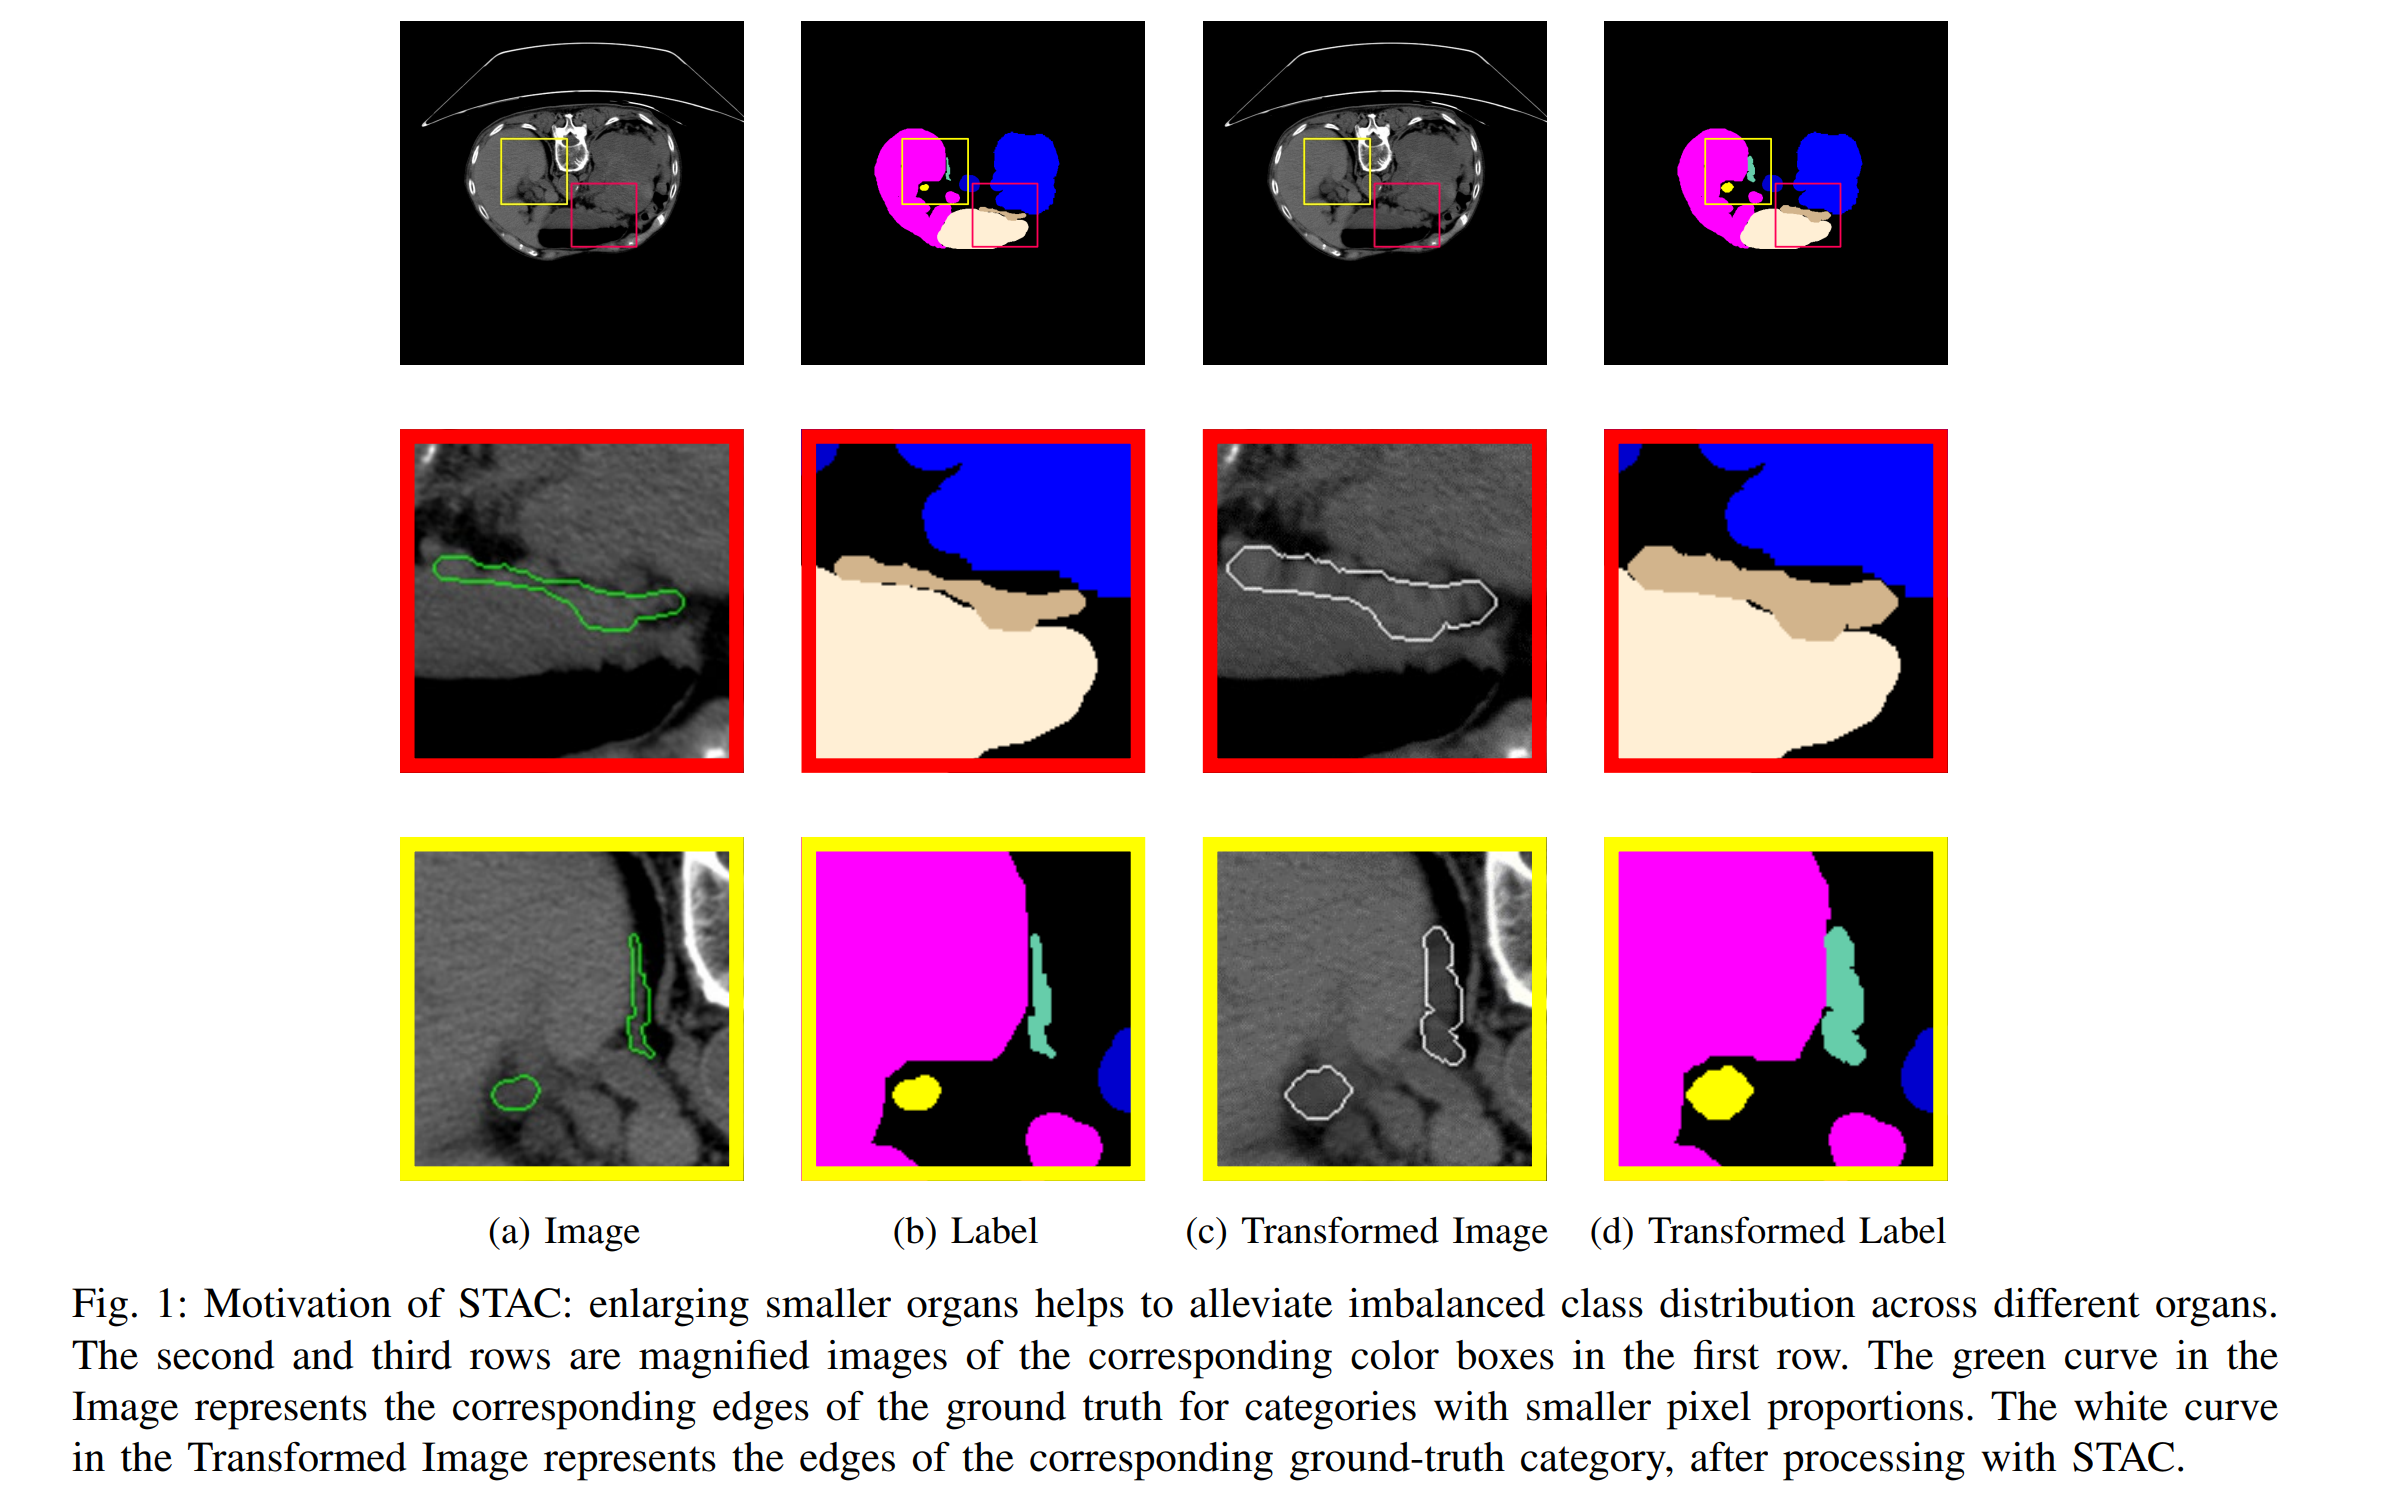 (a) Image
(b) Label
(c) Transformed Image
(d) Transformed Label
Fig. 1: Motivation of STAC: enlarging smaller organs helps to alleviate imbalanced class distribution across different organs.
The second and third rows are magnified images of the corresponding color boxes in the first row. The green curve in the
Image represents the corresponding edges of the ground truth for categories with smaller pixel proportions. The white curve
in the Transformed Image represents the edges of the corresponding ground-truth category, after processing with STAC.